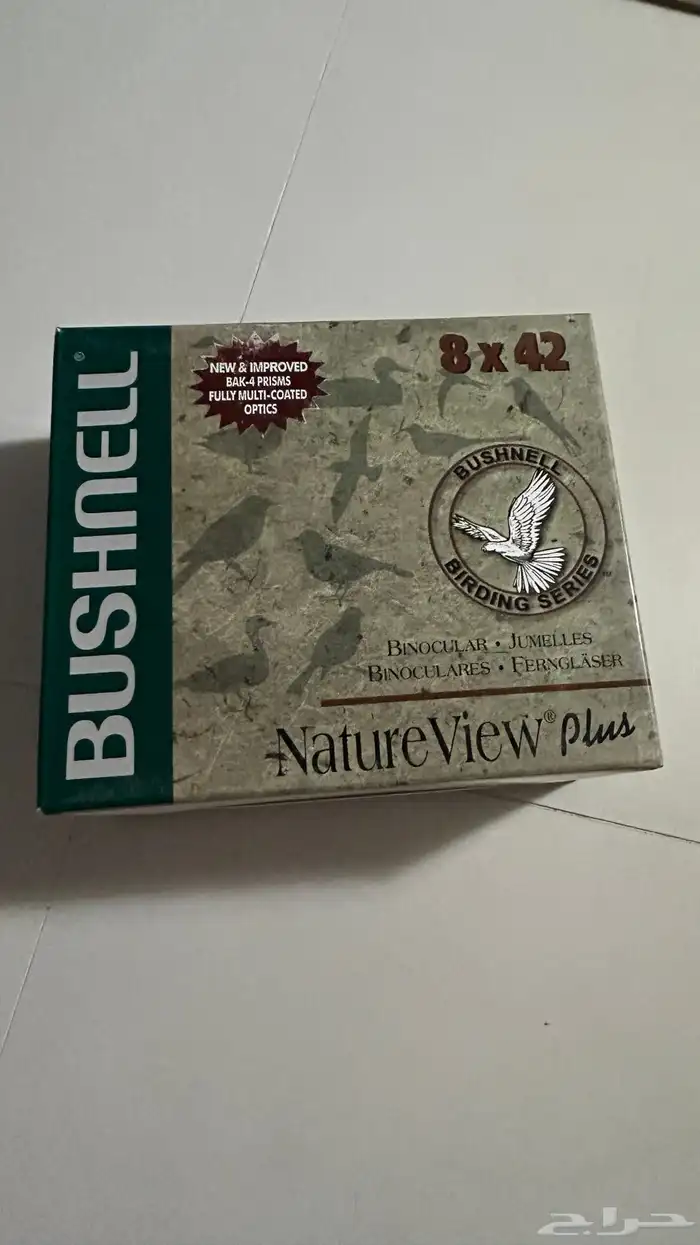 BUSHNELL®
NEW & IMPROVED
BAK-4 PRISMS
FULLY MULTI-COATED
OPTICS
8 x 42
BUSHNELL
BIRDING SERIES™
BINOCULAR • JUMELLES
BINOCULARES • FERNGLÄSER
NATUREVIEW® Plus
حراج